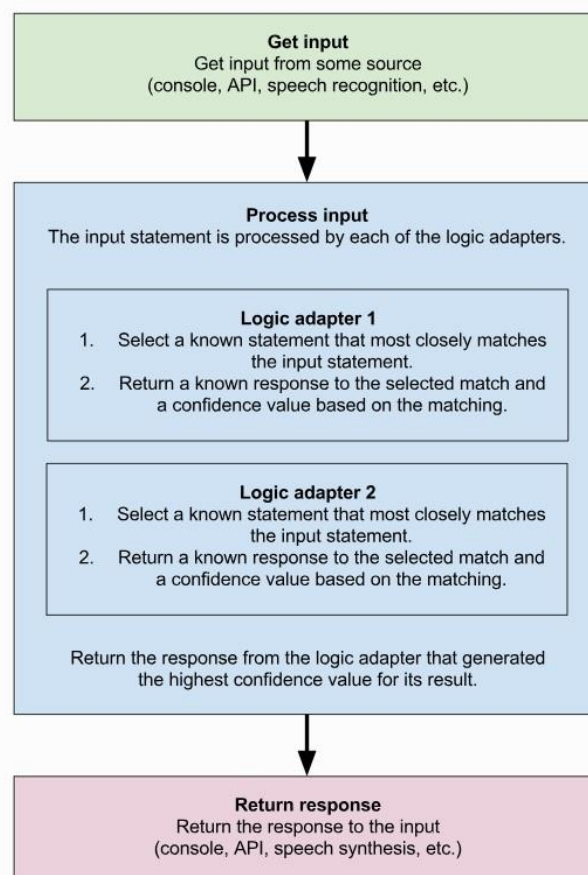 Get input
Get input from some source
(console, API, speech recognition, etc.)
Process input
The input statement is processed by each of the logic adapters.
Logic adapter 1
1. Select a known statement that most closely matches
the input statement.
2. Return a known response to the selected match and
a confidence value based on the matching.
Logic adapter 2
1. Select a known statement that most closely matches
the input statement.
2. Return a known response to the selected match and
a confidence value based on the matching.
Return the response from the logic adapter that generated
the highest confidence value for its result.
Return response
Return the response to the input
(console, API, speech synthesis, etc.)